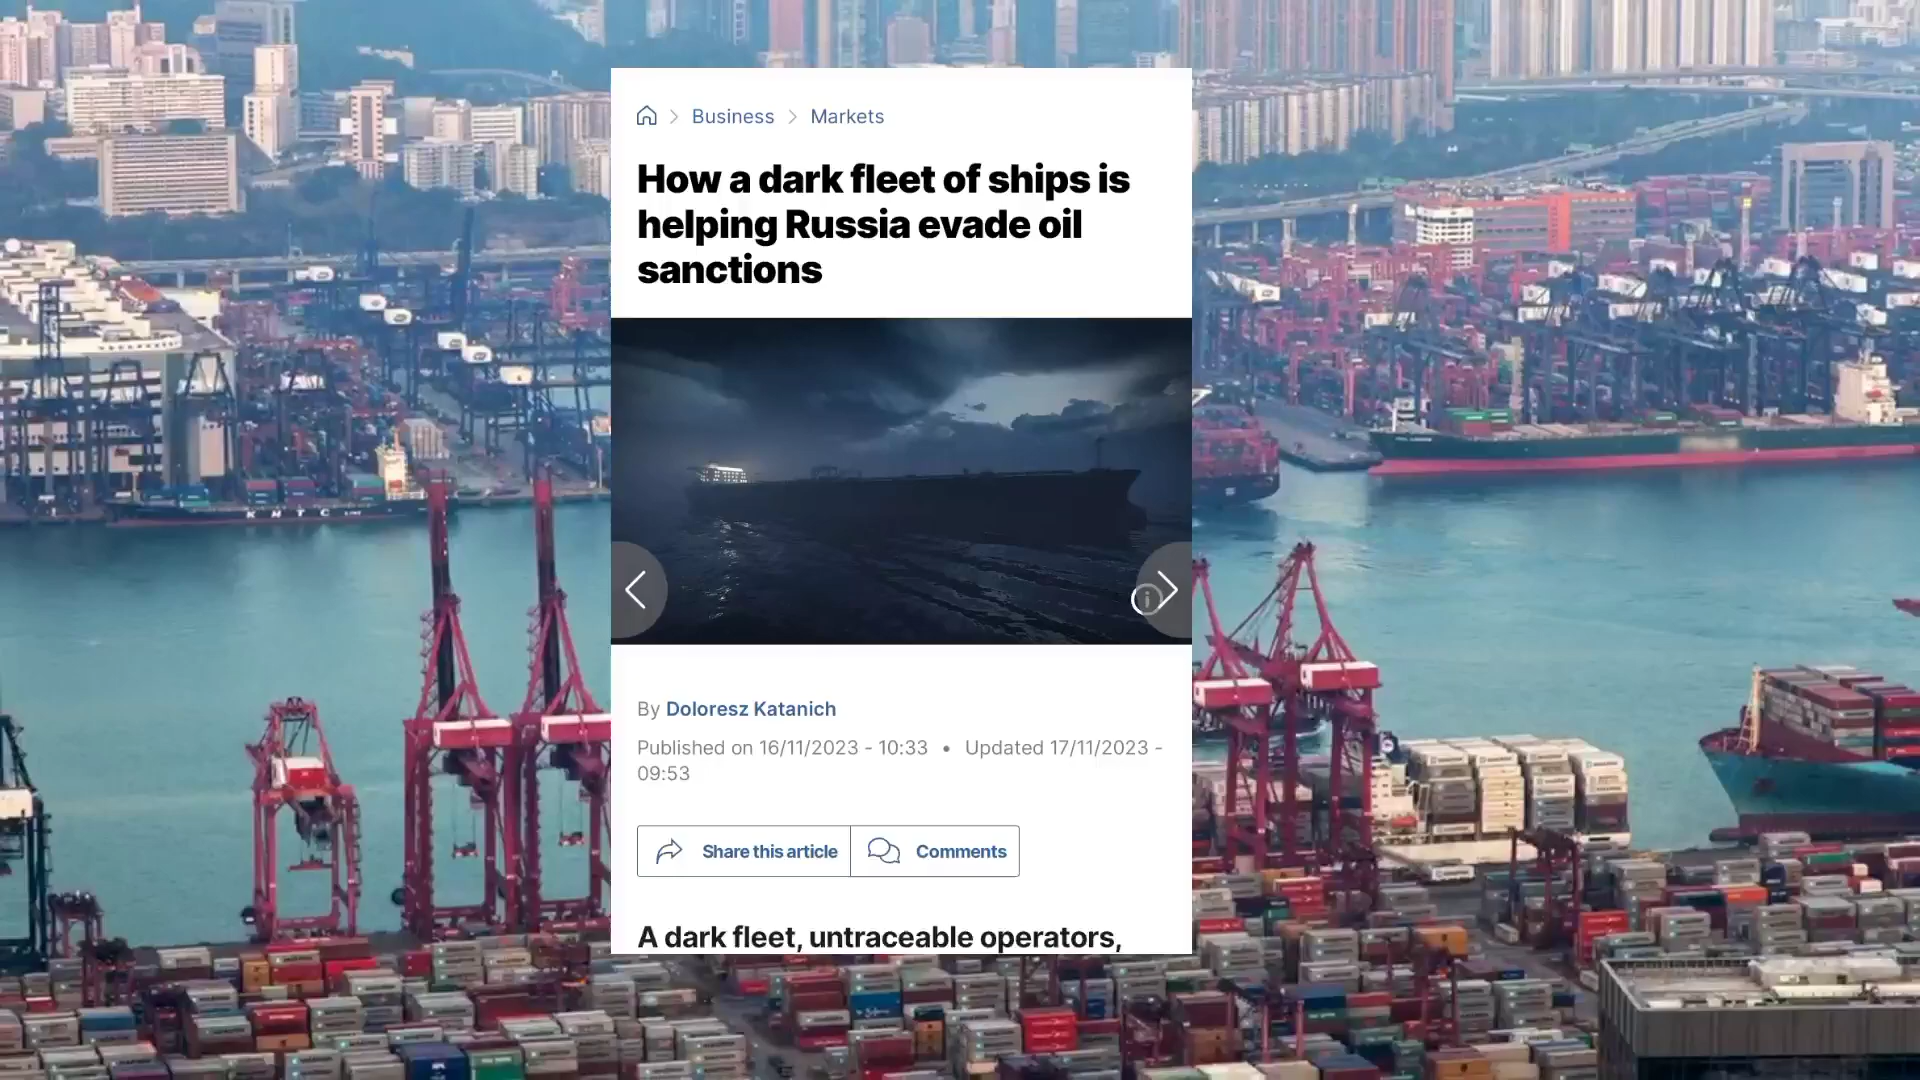 Business Markets
How a dark fleet of ships is
helping Russia evade oil
sanctions
By Doloresz Katanich
Published on 16/11/2023 - 10:33 • Updated 17/11/2023 -
09:53
Share this article Comments
A dark fleet, untraceable operators,
K M T C LINE